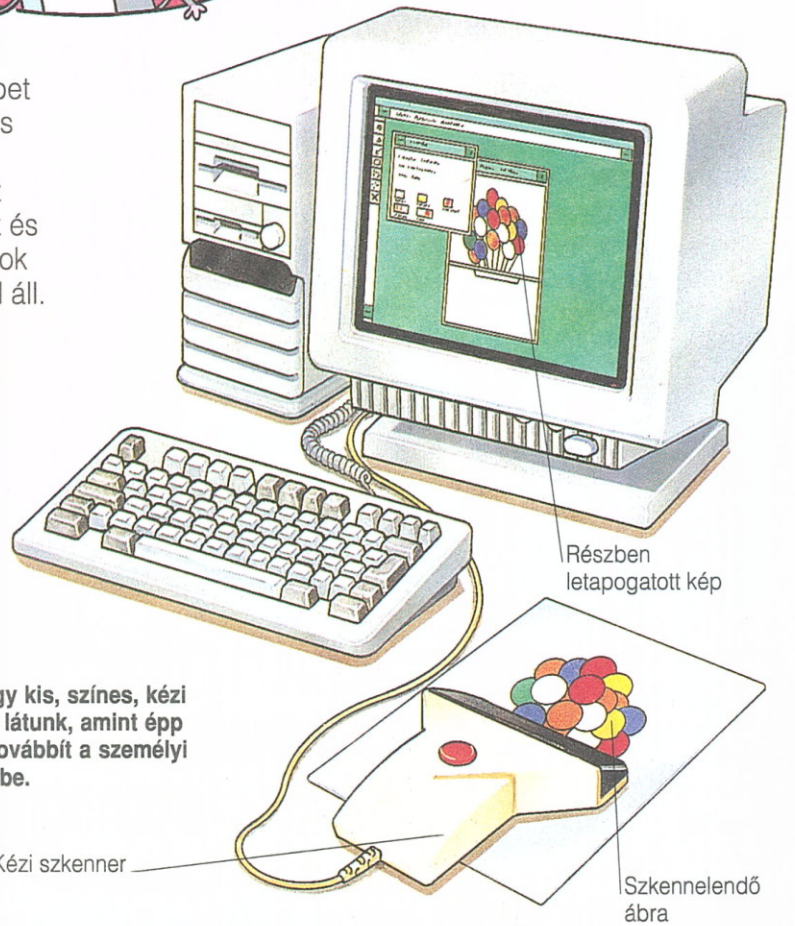 pet
s
t és
ok
l áll.
Részben
letapogatott kép
gy kis, színes, kézi
látunk, amint épp
ovábbít a személyi
be.
Kézi szkenner
Szkennelendő
ábra